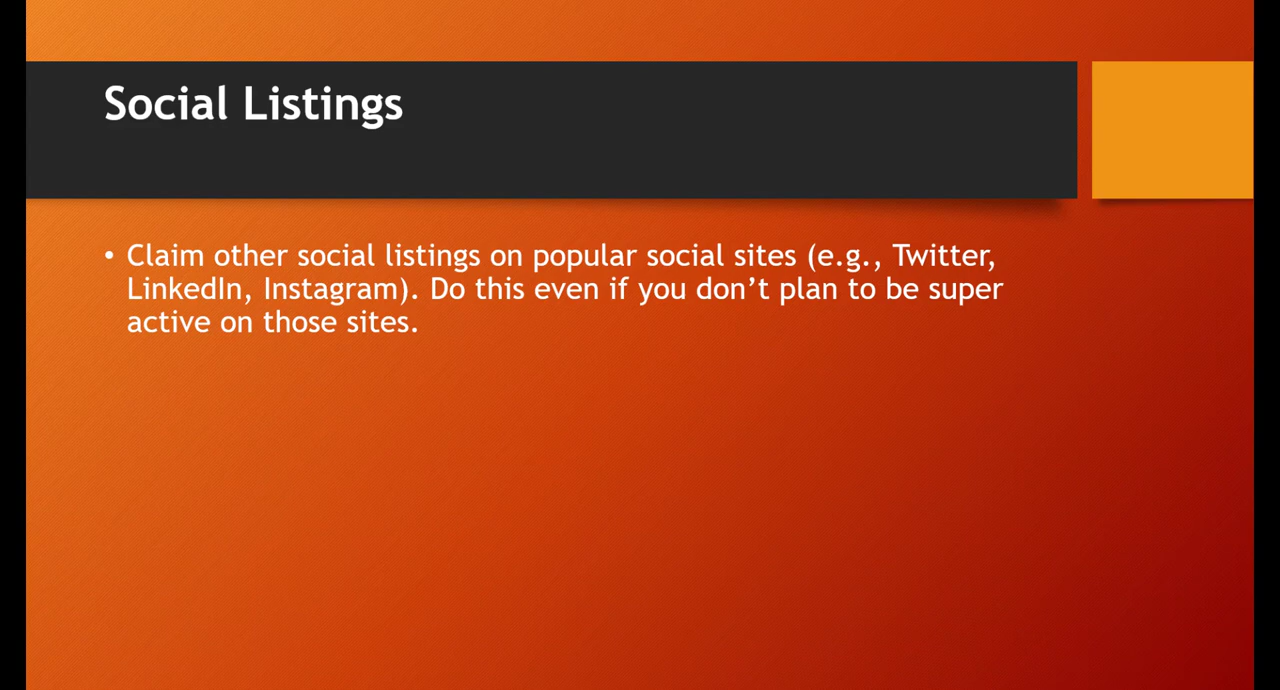 Social Listings
• Claim other social listings on popular social sites (e.g., Twitter,
LinkedIn, Instagram). Do this even if you don’t plan to be super
active on those sites.